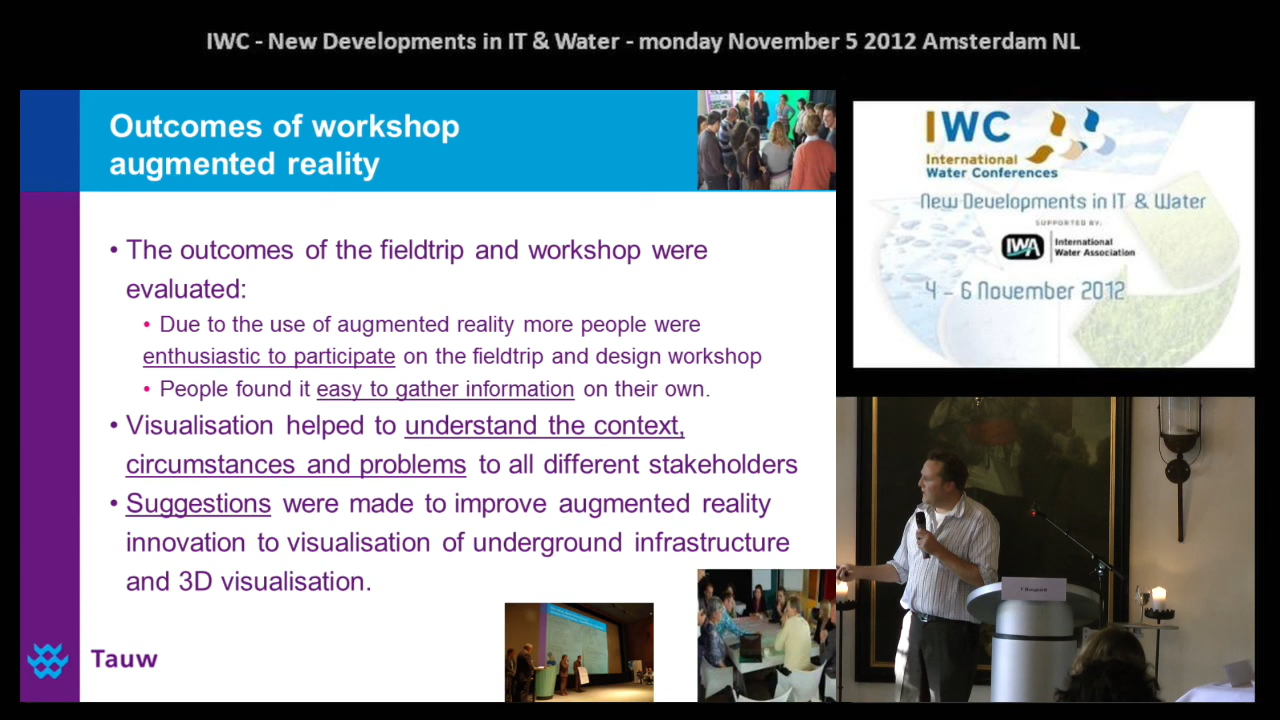 IWC - New Developments in IT & Water - monday November 5 2012 Amsterdam NL
Outcomes of workshop
augmented reality
• The outcomes of the fieldtrip and workshop were
evaluated:
• Due to the use of augmented reality more people were
enthusiastic to participate on the fieldtrip and design workshop
• People found it easy to gather information on their own.
• Visualisation helped to understand the context,
circumstances and problems to all different stakeholders
• Suggestions were made to improve augmented reality
innovation to visualisation of underground infrastructure
and 3D visualisation.
Tauw
IWC
International
Water Conferences
New Developments in IT & Water
SUPPORTED BY:
IWA International
Water Association
4 – 6 November 2012